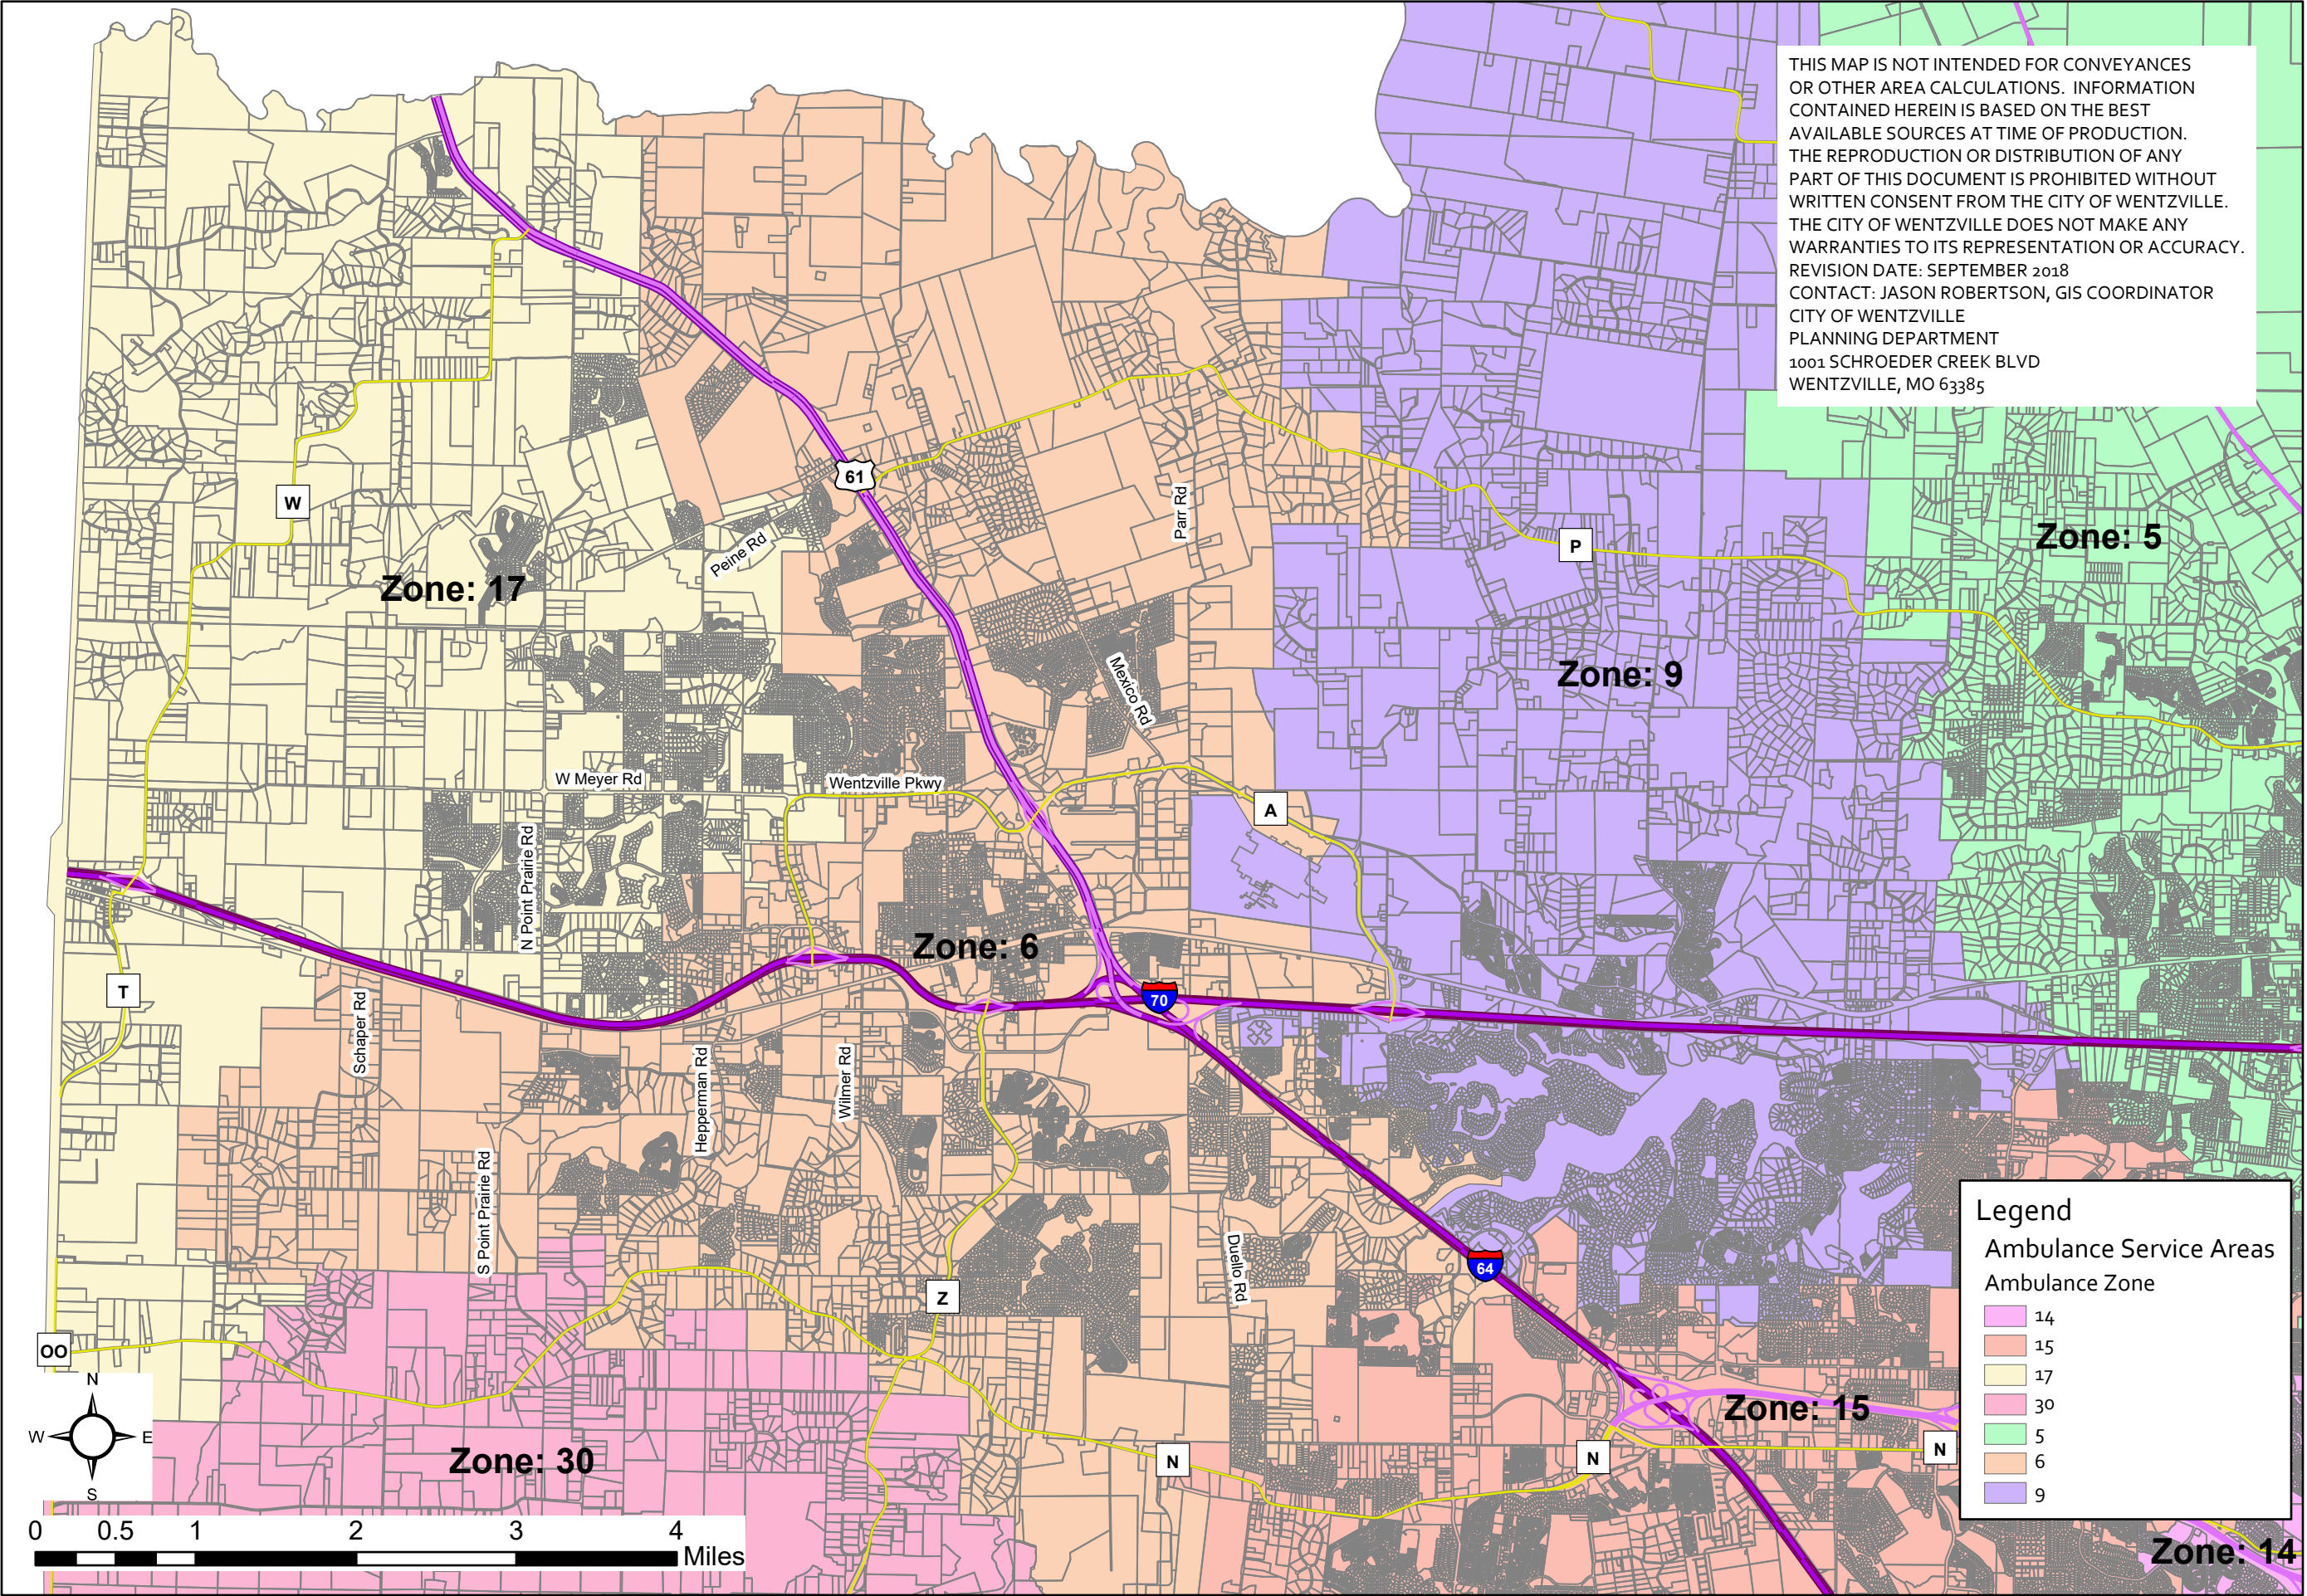 THIS MAP IS NOT INTENDED FOR CONVEYANCES
OR OTHER AREA CALCULATIONS. INFORMATION
CONTAINED HEREIN IS BASED ON THE BEST
AVAILABLE SOURCES AT TIME OF PRODUCTION.
THE REPRODUCTION OR DISTRIBUTION OF ANY
PART OF THIS DOCUMENT IS PROHIBITED WITHOUT
WRITTEN CONSENT FROM THE CITY OF WENTZVILLE.
THE CITY OF WENTZVILLE DOES NOT MAKE ANY
WARRANTIES TO ITS REPRESENTATION OR ACCURACY.
REVISION DATE: SEPTEMBER 2018
CONTACT: JASON ROBERTSON, GIS COORDINATOR
CITY OF WENTZVILLE
PLANNING DEPARTMENT
1001 SCHROEDER CREEK BLVD
WENTZVILLE, MO 63385
61
W
Parr Rd
Peine Rd
P
Zone: 5
Zone: 17
Zone: 9
Mexico Rd
W Meyer Rd
Wentzville Pkwy
A
N Point Prairie Rd
Zone: 6
T
70
Schaper Rd
Hepperman Rd
Wilmer Rd
S Point Prairie Rd
Duello Rd
64
Z
OO
Zone: 15
N
N
N
Zone: 30
Zone: 14
Legend
Ambulance Service Areas
Ambulance Zone
14
15
17
30
5
6
9
N
W E
S
0 0.5 1 2 3 4
Miles